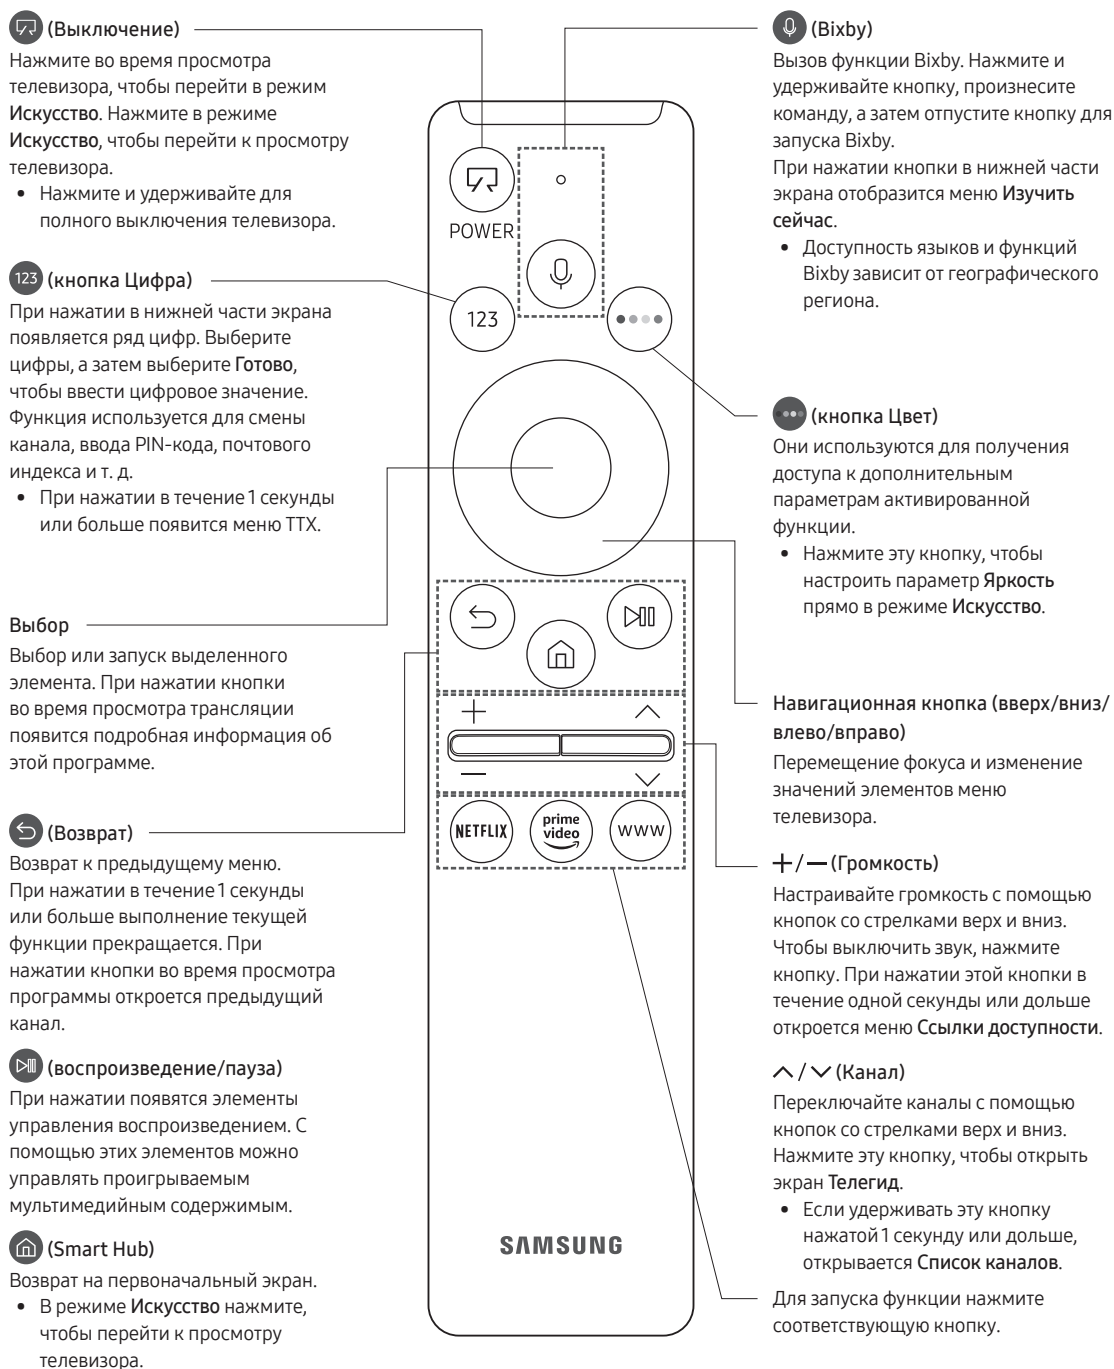 (Выключение)
Нажмите во время просмотра
телевизора, чтобы перейти в режим
Искусство. Нажмите в режиме
Искусство, чтобы перейти к просмотру
телевизора.
• Нажмите и удерживайте для
полного выключения телевизора.
123 (кнопка Цифра)
При нажатии в нижней части экрана
появляется ряд цифр. Выберите
цифры, а затем выберите Готово,
чтобы ввести цифровое значение.
Функция используется для смены
канала, ввода PIN-кода, почтового
индекса и т. д.
• При нажатии в течение 1 секунды
или больше появится меню TTX.
Выбор
Выбор или запуск выделенного
элемента. При нажатии кнопки
во время просмотра трансляции
появится подробная информация об
этой программе.
(Возврат)
Возврат к предыдущему меню.
При нажатии в течение 1 секунды
или больше выполнение текущей
функции прекращается. При
нажатии кнопки во время просмотра
программы откроется предыдущий
канал.
(воспроизведение/пауза)
При нажатии появятся элементы
управления воспроизведением. С
помощью этих элементов можно
управлять проигрываемым
мультимедийным содержимым.
(Smart Hub)
Возврат на первоначальный экран.
• В режиме Искусство нажмите,
чтобы перейти к просмотру
телевизора.
POWER
123
+
—
NETFLIX
prime
video
www
SAMSUNG
(Bixby)
Вызов функции Bixby. Нажмите и
удерживайте кнопку, произнесите
команду, а затем отпустите кнопку для
запуска Bixby.
При нажатии кнопки в нижней части
экрана отобразится меню Изучить
сейчас.
• Доступность языков и функций
Bixby зависит от географического
региона.
(кнопка Цвет)
Они используются для получения
доступа к дополнительным
параметрам активированной
функции.
• Нажмите эту кнопку, чтобы
настроить параметр Яркость
прямо в режиме Искусство.
Навигационная кнопка (вверх/вниз/
влево/вправо)
Перемещение фокуса и изменение
значений элементов меню
телевизора.
+/— (Громкость)
Настраивайте громкость с помощью
кнопок со стрелками верх и вниз.
Чтобы выключить звук, нажмите
кнопку. При нажатии этой кнопки в
течение одной секунды или дольше
откроется меню Ссылки доступности.
/ (Канал)
Переключайте каналы с помощью
кнопок со стрелками верх и вниз.
Нажмите эту кнопку, чтобы открыть
экран Телегид.
• Если удерживать эту кнопку
нажатой 1 секунду или дольше,
открывается Список каналов.
Для запуска функции нажмите
соответствующую кнопку.